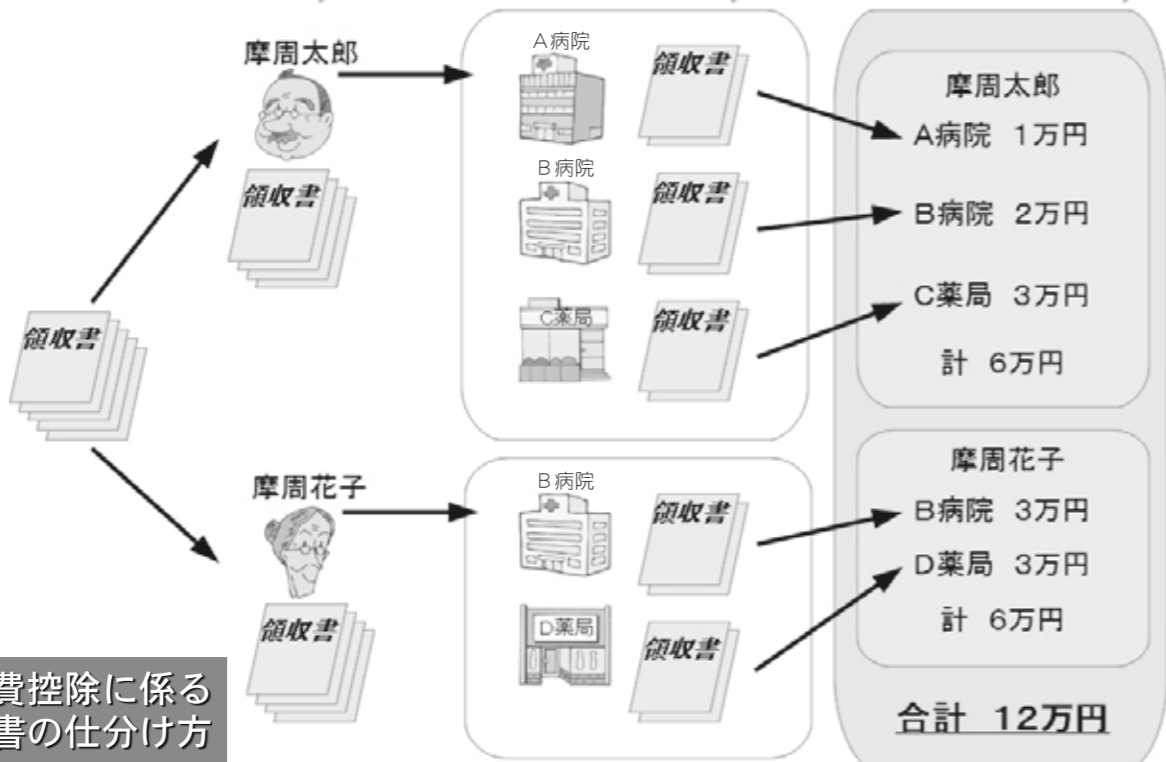 摩周太郎
領収書
領収書
A病院
領収書
B病院
領収書
C薬局
領収書
摩周太郎
A病院 1万円
B病院 2万円
C薬局 3万円
計 6万円
摩周花子
領収書
B病院
領収書
D薬局
領収書
摩周花子
B病院 3万円
D薬局 3万円
計 6万円
合計 12万円
費控除に係る
書の仕分け方